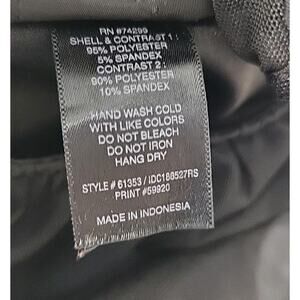 RN #74299
SHELL & CONTRAST 1 :
95% POLYESTER
5% SPANDEX
CONTRAST 2 :
90% POLYESTER
10% SPANDEX
HAND WASH COLD
WITH LIKE COLORS
DO NOT BLEACH
DO NOT IRON
HANG DRY
STYLE # 61353 / IDC188527RS
PRINT #59920
MADE IN INDONESIA